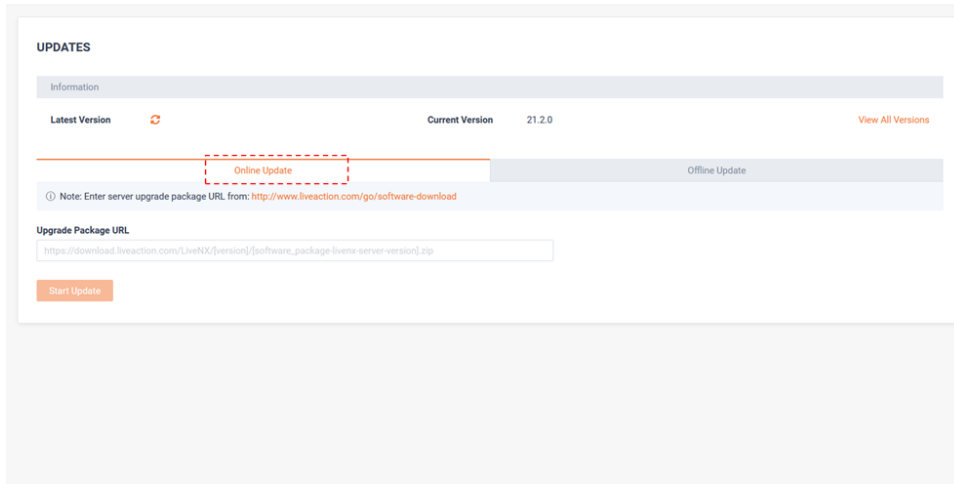 UPDATES
Information
Latest Version Current Version 21.2.0 View All Versions
Online Update Offline Update
Note: Enter server upgrade package URL from: http://www.liveaction.com/go/software-download
Upgrade Package URL
https://download.liveaction.com/LiveNX/[version]/[software_package-livenx-server-version].zip
Start Update